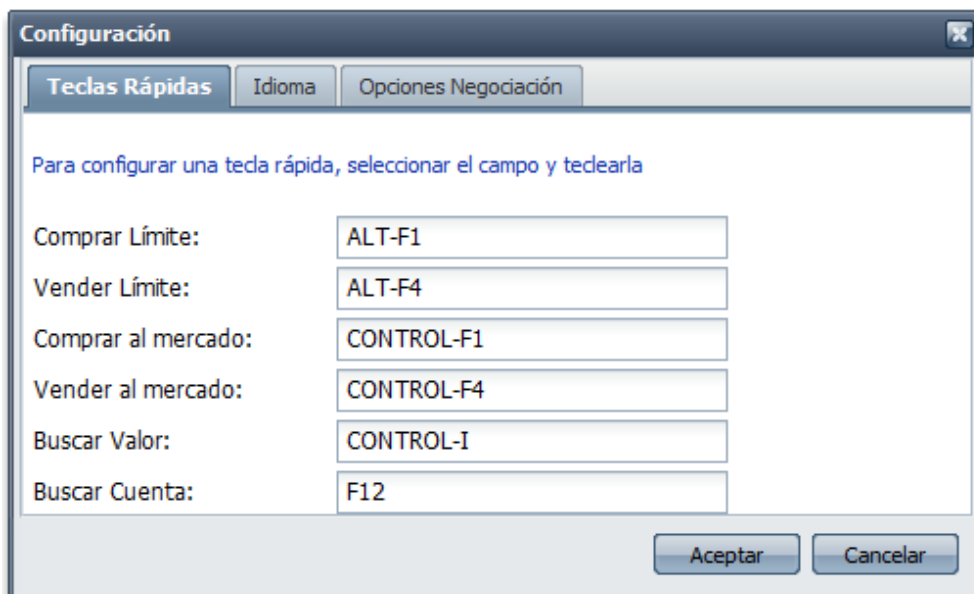 Configuración
Teclas Rápidas Idioma Opciones Negociación
Para configurar una tecla rápida, seleccionar el campo y teclearla
Comprar Límite: ALT-F1
Vender Límite: ALT-F4
Comprar al mercado: CONTROL-F1
Vender al mercado: CONTROL-F4
Buscar Valor: CONTROL-I
Buscar Cuenta: F12
Aceptar Cancelar